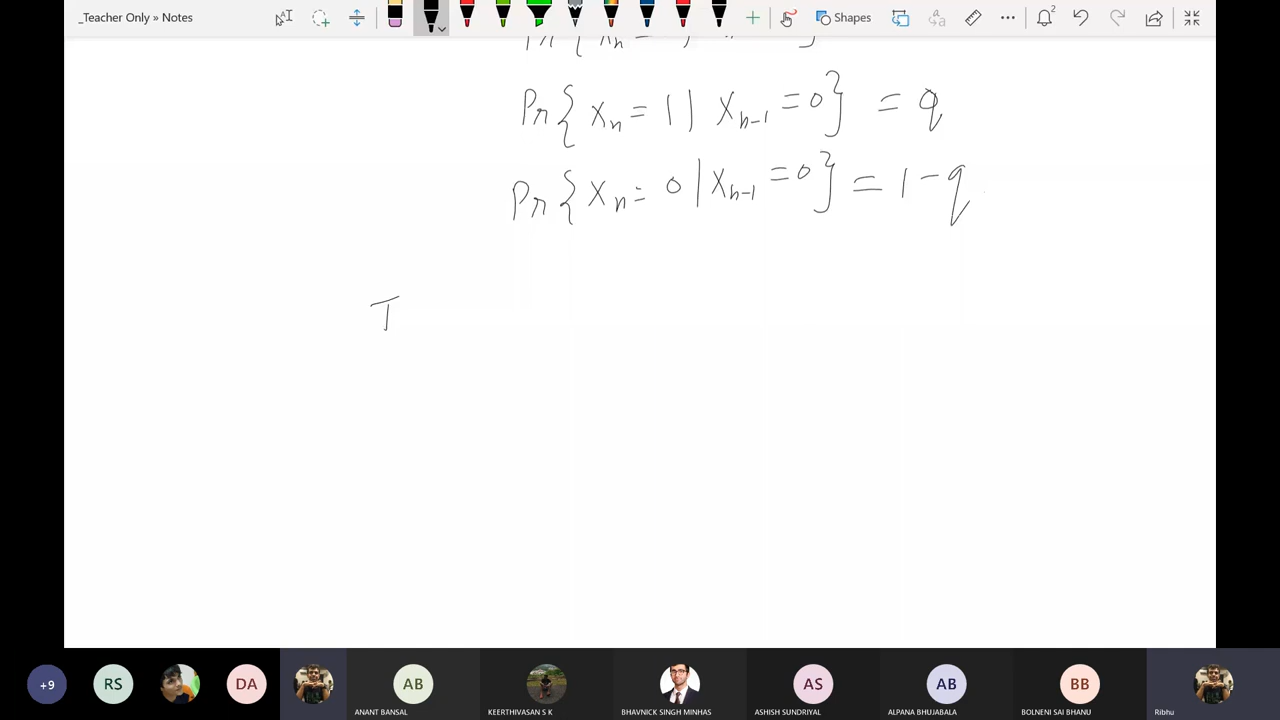 _Teacher Only » Notes
Shapes
2
Pr{ Xn = 1 | Xn-1 = 0 } = q
Pr{ Xn = 0 | Xn-1 = 0 } = 1 - q
T
+9
RS
DA
AB
AS
AB
BB
ANANT BANSAL
KEERTHIVASAN S K
BHAVNICK SINGH MINHAS
ASHISH SUNDRIYAL
ALPANA BHUJABALA
BOLNENI SAI BHANU
Ribhu